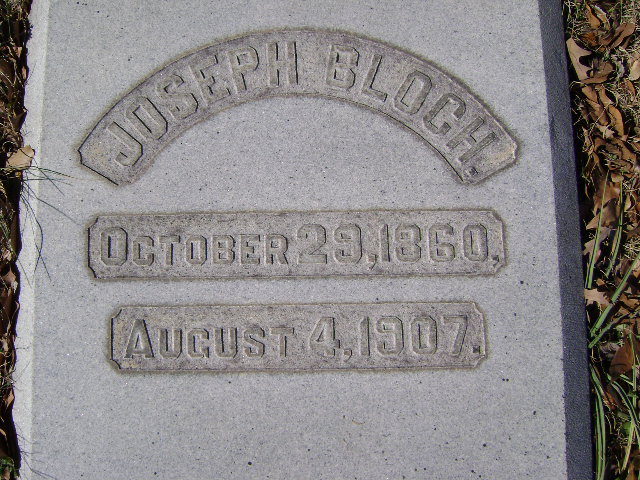 JOSEPH BLOCH.
OCTOBER 29, 1860.
AUGUST 4, 1907.